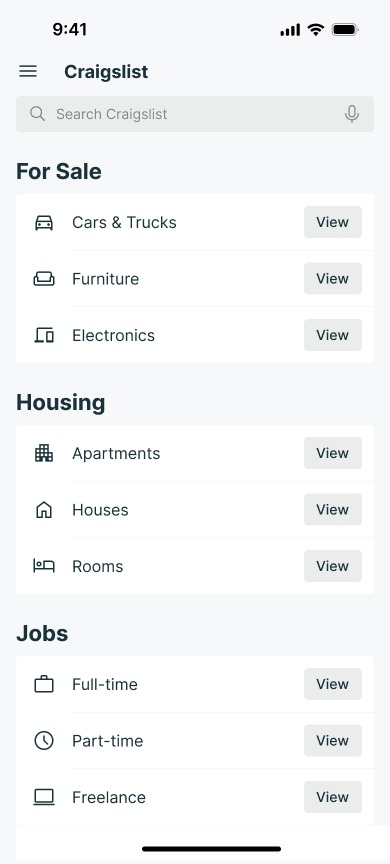 9:41
Craigslist
Search Craigslist
For Sale
Cars & Trucks View
Furniture View
Electronics View
Housing
Apartments View
Houses View
Rooms View
Jobs
Full-time View
Part-time View
Freelance View